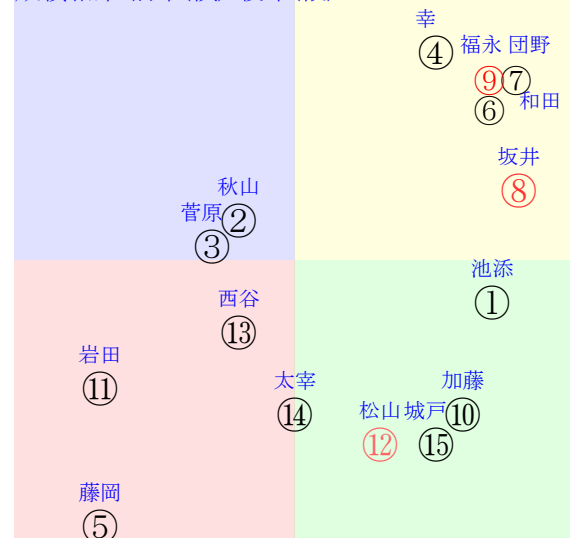 幸
④
福永 団野
⑨⑦
⑥
和田
坂井
⑧
秋山
菅原
②
③
池添
①
西谷
⑬
岩田
⑪
太宰
⑭
加藤
松山 城戸
⑩
⑫
⑮
藤岡
⑤